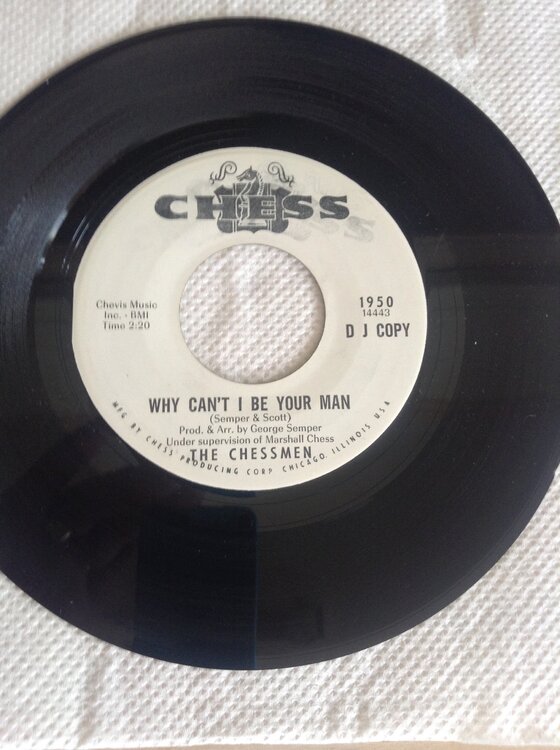 CHESS
Chevis Music
Inc. - BMI
Time 2:20
1950
14443
D J COPY
WHY CAN'T I BE YOUR MAN
(Semper & Scott)
Prod. & Arr. by George Semper
Under supervision of Marshall Chess
THE CHESSMEN
MFG BY CHESS PRODUCING CORP CHICAGO, ILLINOIS USA